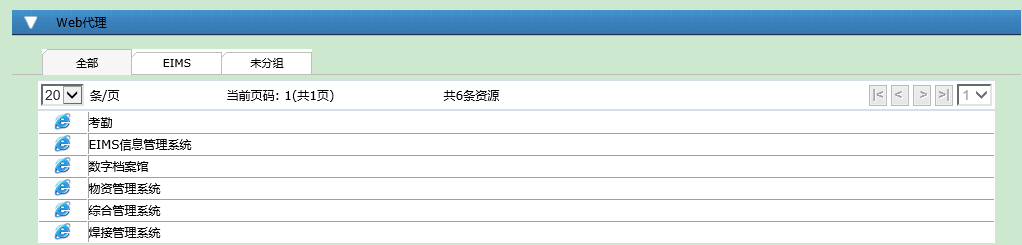 Web代理
全部 EIMS 未分组
20 条/页 当前页码: 1(共1页) 共6条资源 |< < > >| 1
考勤
EIMS信息管理系统
数字档案馆
物资管理系统
综合管理系统
焊接管理系统